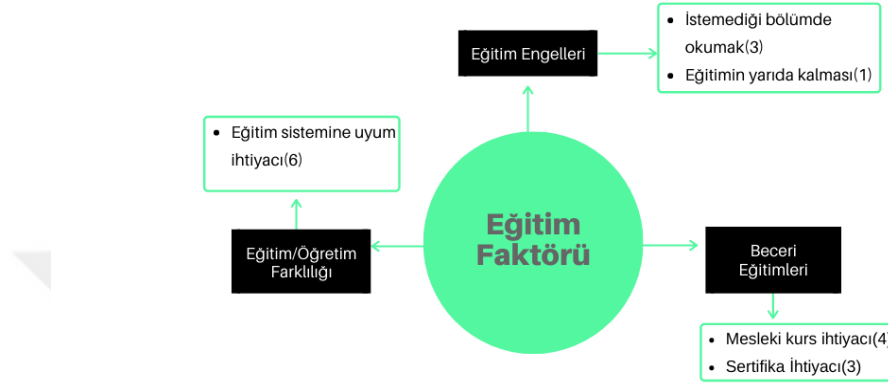 Eğitim Engelleri
• İstemediği bölümde
okumak(3)
• Eğitimin yarıda kalması(1)
• Eğitim sistemine uyum
ihtiyacı(6)
Eğitim/Öğretim
Farklılığı
Eğitim
Faktörü
Beceri
Eğitimleri
• Mesleki kurs ihtiyacı(4)
• Sertifika İhtiyacı(3)